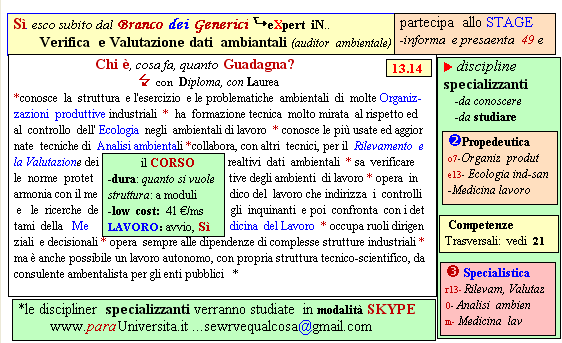 Sì esco subito dal Branco dei Generici eXpert iN..
Verifica e Valutazione dati ambiantali (auditor ambientale)
partecipa allo STAGE
-informa e presaenta 49 e
Chi è, cosa fa, quanto Guadagna?
con Diploma, con Laurea
13.14
*conosce la struttura e l'esercizio e le problematiche ambientali di molte Organiz-
zazioni produttive industriali * ha formazione tecnica molto mirata al rispetto ed
al controllo dell' Ecologia negli ambientali di lavoro * conosce le più usate ed aggior
nate tecniche di Analisi ambientali *collabora, con altri tecnici, per il Rilevamento e
la Valutazione dei realtivi dati ambientali * sa verificare
le norme protet tive degli ambienti di lavoro * opera in
armonia con il me dico del lavoro che indirizza i controlli
e le ricerche de gli inquinanti e poi confronta con i det
tami della Me dicina del Lavoro * occupa ruoli dirigen
ziali e decisionali * opera sempre alle dipendenze di complesse strutture industriali *
ma è anche possibile un lavoro autonomo, con propria struttura tecnico-scientifico, da
consulente ambentalista per gli enti pubblici *
il CORSO
-dura: quanto si vuole
struttura: a moduli
-low cost: 41 €/ms
LAVORO: avvio, Sì
discipline
specializzanti
-da conoscere
-da studiare
2Propedeutica
o7-Organiz produt
e13- Ecologia ind-san
-Medicina lavoro
Competenze
Trasversali: vedi 21
3 Specialistica
r13- Rilevam, Valutaz
0- Analisi ambien
m- Medicina lav
*le discipliner specializzanti verranno studiate in modalità SKYPE
www.paraUniversita.it ...sewrvequalcosa@gmail.com